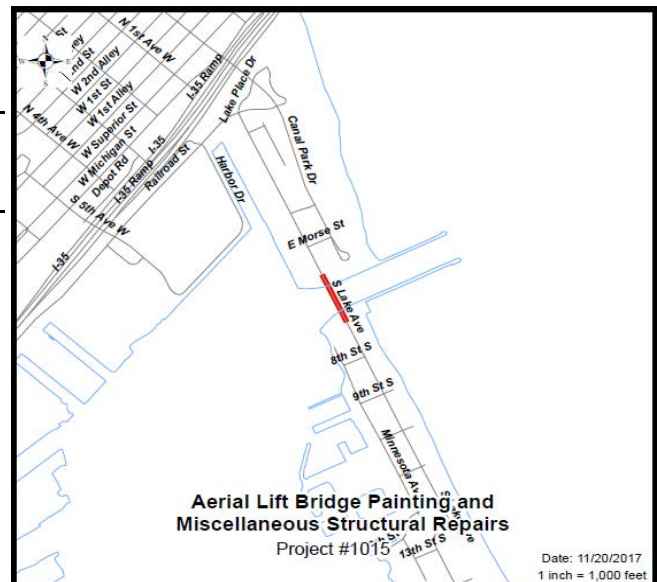 N 1st Ave W
St
W 2nd Alley
W 1st St
W 1st Alley
N 4th Ave W
W Superior St
W Michigan St
Depot Rd
I-35 Ramp
I-35
I-35 Ramp
Railroad St
S 5th Ave W
I-35
Lake Place Dr
Canal Park Dr
Harbor Dr
E Morse St
S Lake Ave
8th St S
9th St S
Minnesota Ave
Aerial Lift Bridge Painting and
Miscellaneous Structural Repairs
Project #1015
13th St S
Date: 11/20/2017
1 inch = 1,000 feet
N
W
E
S